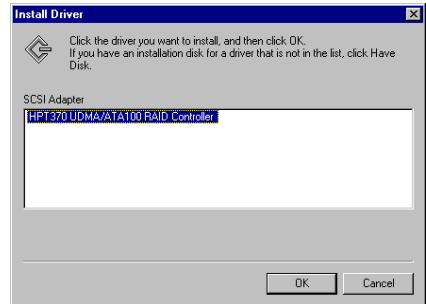 Install Driver
Click the driver you want to install, and then click OK.
If you have an installation disk for a driver that is not in the list, click Have
Disk.
SCSI Adapter
HPT370 UDMA/ATA100 RAID Controller
OK Cancel